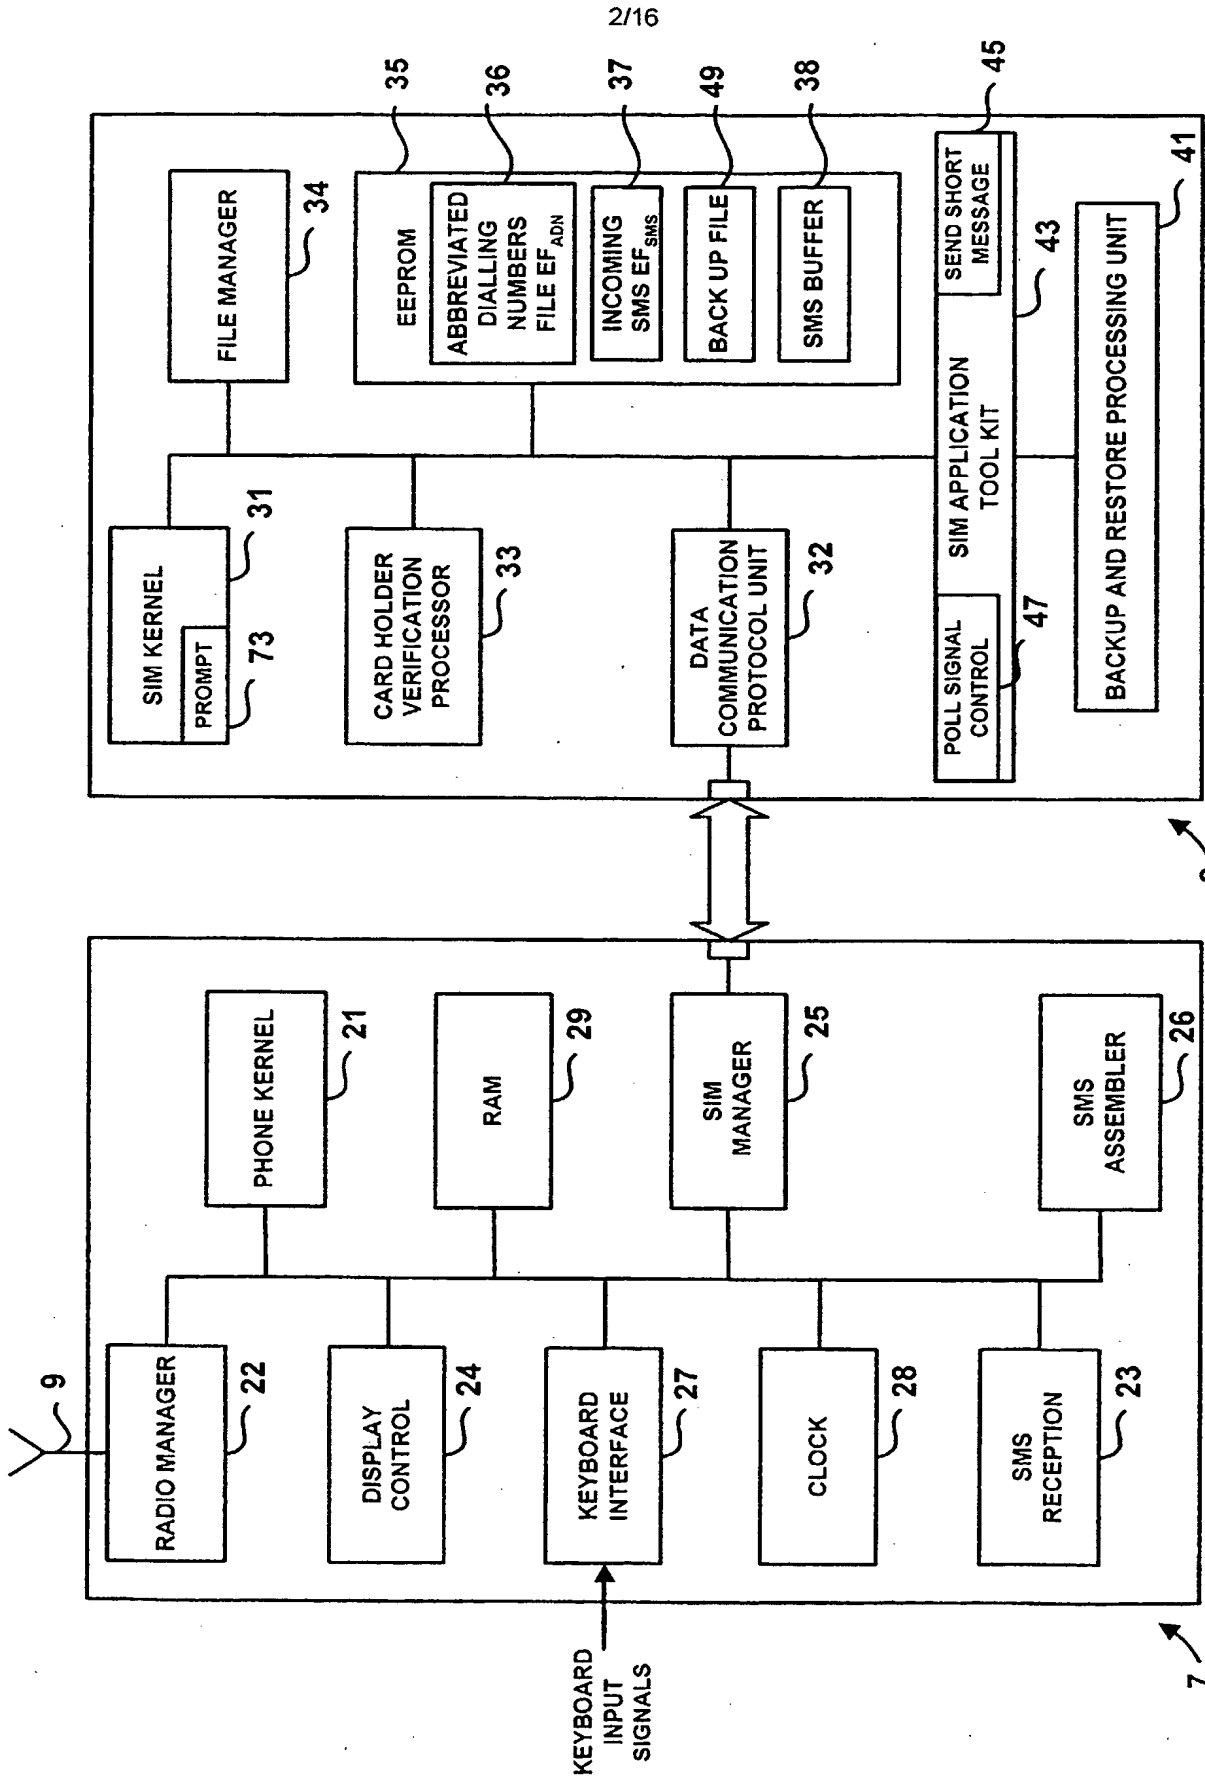 2/16
9
RADIO MANAGER
22
PHONE KERNEL
21
DISPLAY
CONTROL
24
RAM
29
KEYBOARD
INPUT
SIGNALS
KEYBOARD
INTERFACE
27
SIM
MANAGER
25
CLOCK
28
SMS
RECEPTION
23
SMS
ASSEMBLER
26
7
SIM KERNEL
PROMPT
31
73
FILE MANAGER
34
CARD HOLDER
VERIFICATION
PROCESSOR
33
EEPROM
35
ABBREVIATED
DIALLING
NUMBERS
FILE EF ADN
36
INCOMING
SMS EF SMS
37
BACK UP FILE
49
SMS BUFFER
38
DATA
COMMUNICATION
PROTOCOL UNIT
32
POLL SIGNAL
CONTROL
47
SIM APPLICATION
TOOL KIT
43
SEND SHORT
MESSAGE
45
BACKUP AND RESTORE PROCESSING UNIT
41